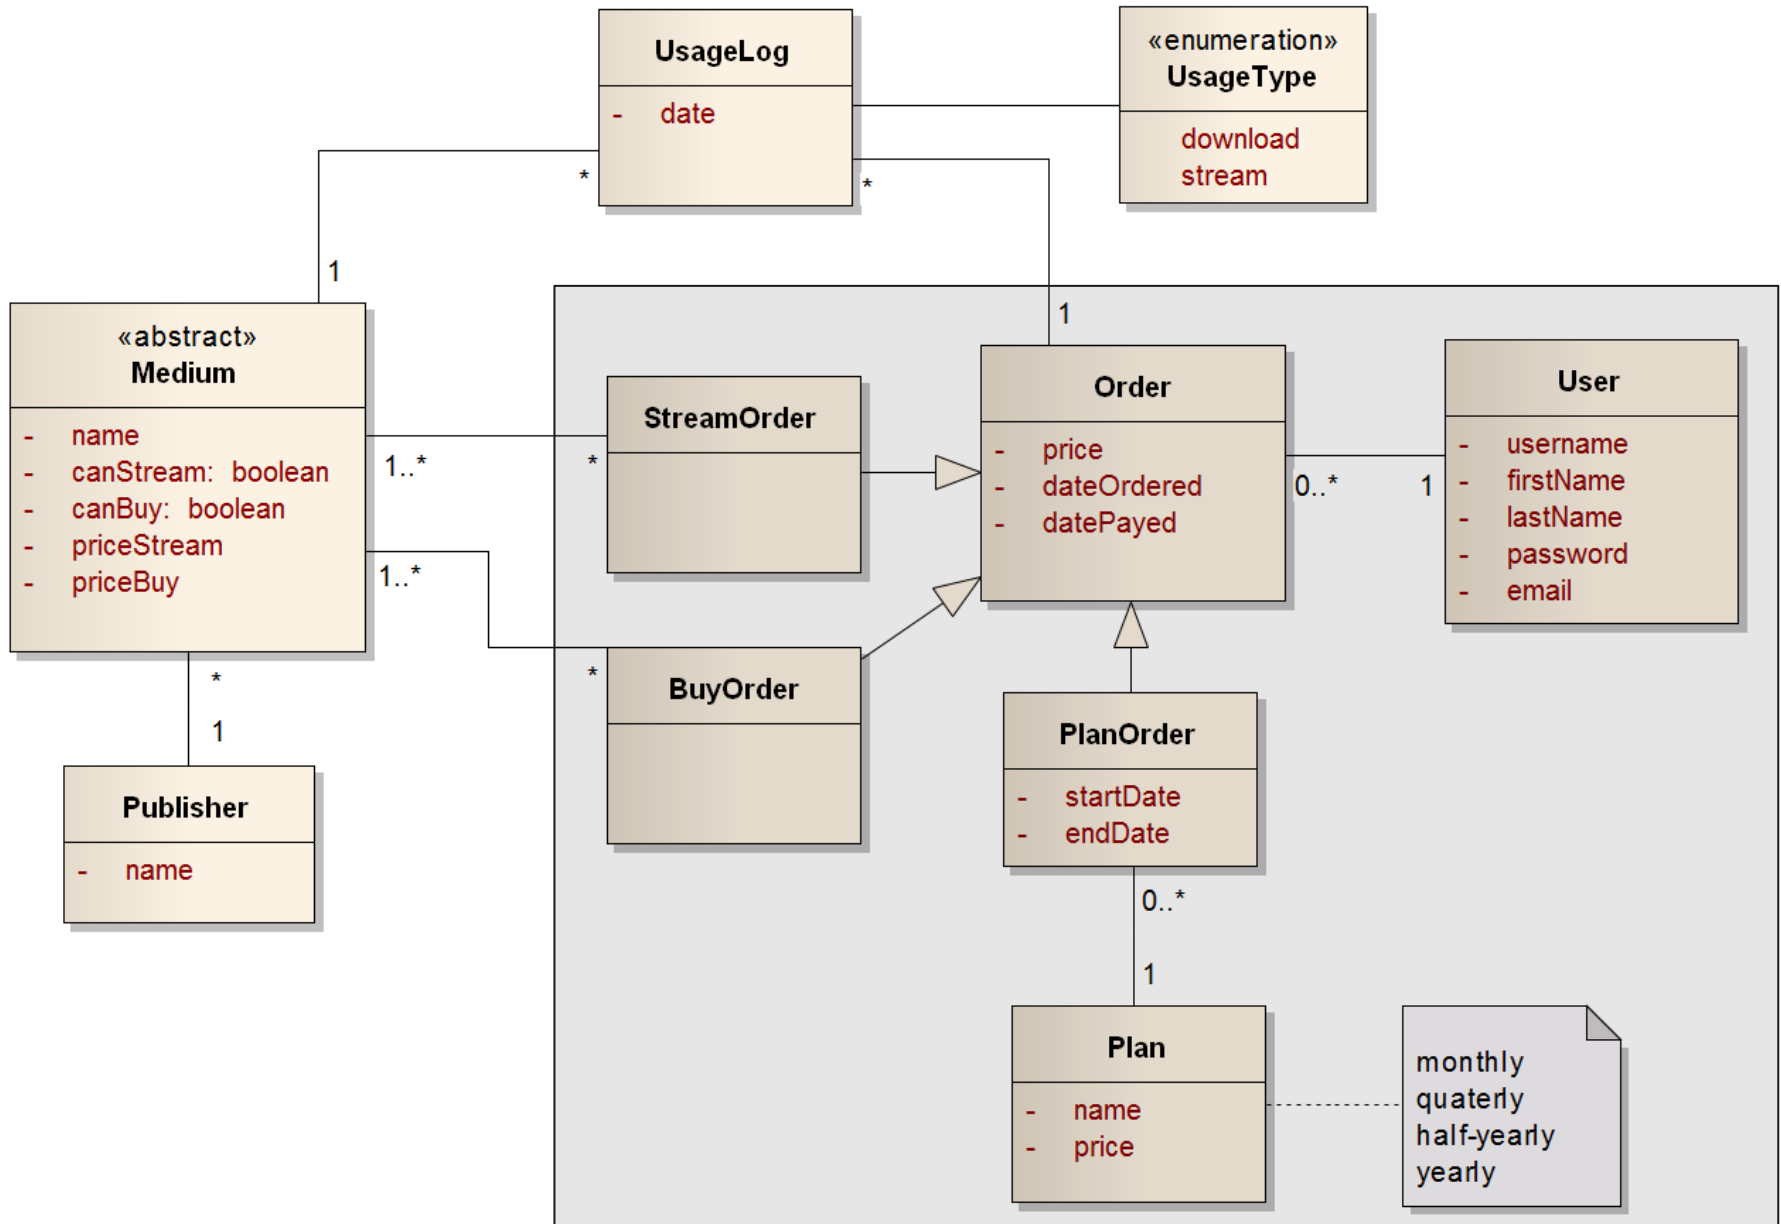 UsageLog
- date
«enumeration»
UsageType
download
stream
*
*
1
1
«abstract»
Medium
- name
- canStream: boolean
- canBuy: boolean
- priceStream
- priceBuy
1..*
*
StreamOrder
Order
- price
- dateOrdered
- datePayed
0..*
1
User
- username
- firstName
- lastName
- password
- email
1..*
*
BuyOrder
*
1
Publisher
- name
PlanOrder
- startDate
- endDate
0..*
1
Plan
- name
- price
monthly
quaterly
half-yearly
yearly